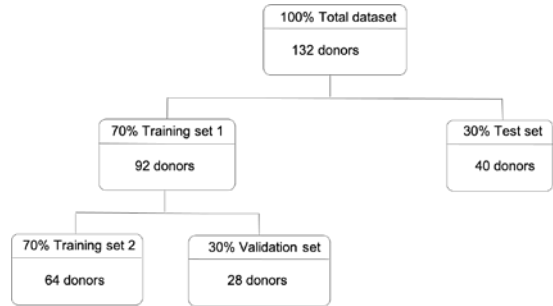 100% Total dataset
132 donors
70% Training set 1
92 donors
30% Test set
40 donors
70% Training set 2
64 donors
30% Validation set
28 donors